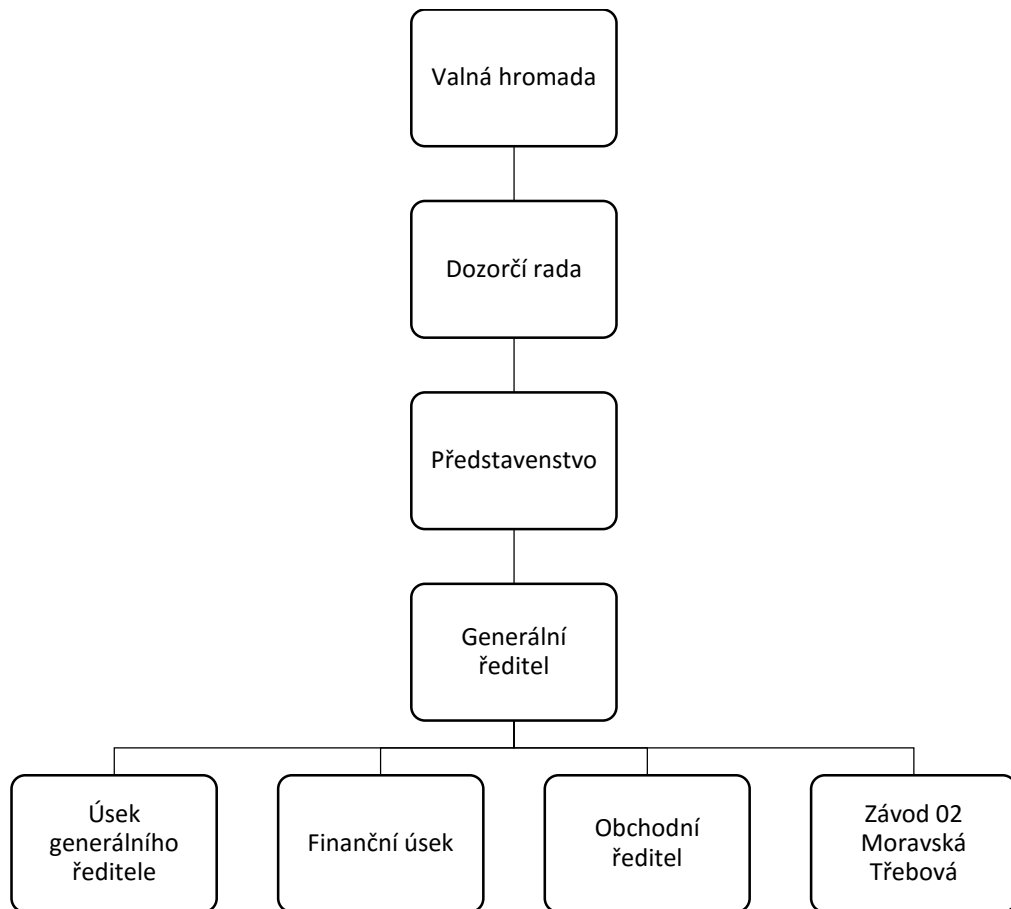 Valná hromada
Dozorčí rada
Představenstvo
Generální
ředitel
Úsek
generálního
ředitele
Finanční úsek
Obchodní
ředitel
Závod 02
Moravská
Třebová